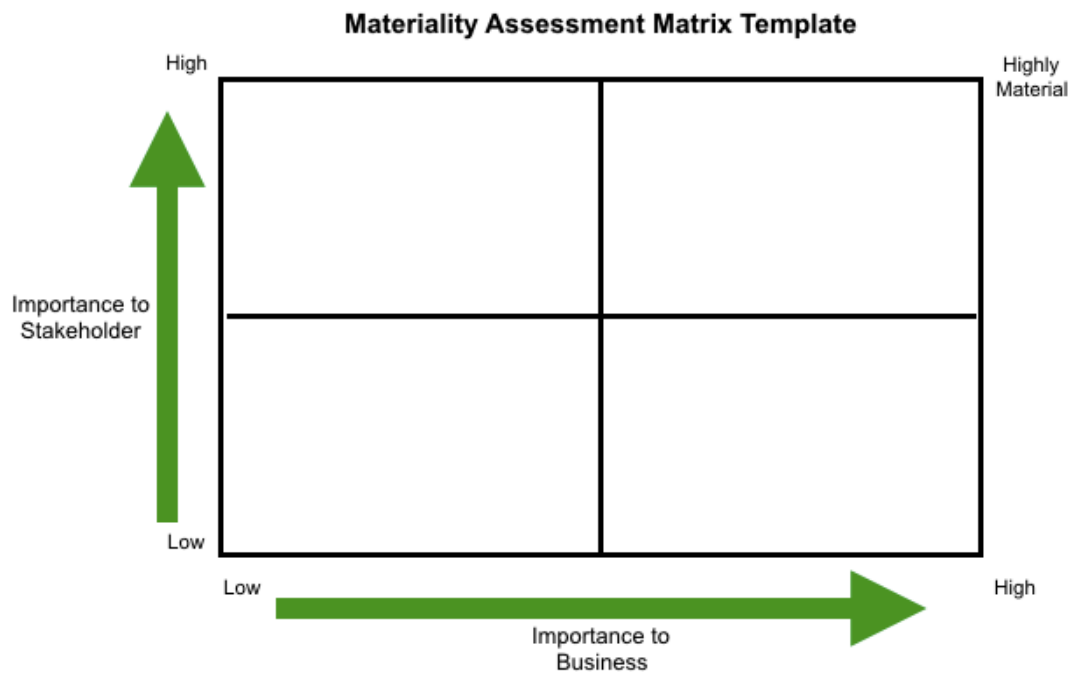 Materiality Assessment Matrix Template
High
Highly
Material
Importance to
Stakeholder
Low
Low
High
Importance to
Business